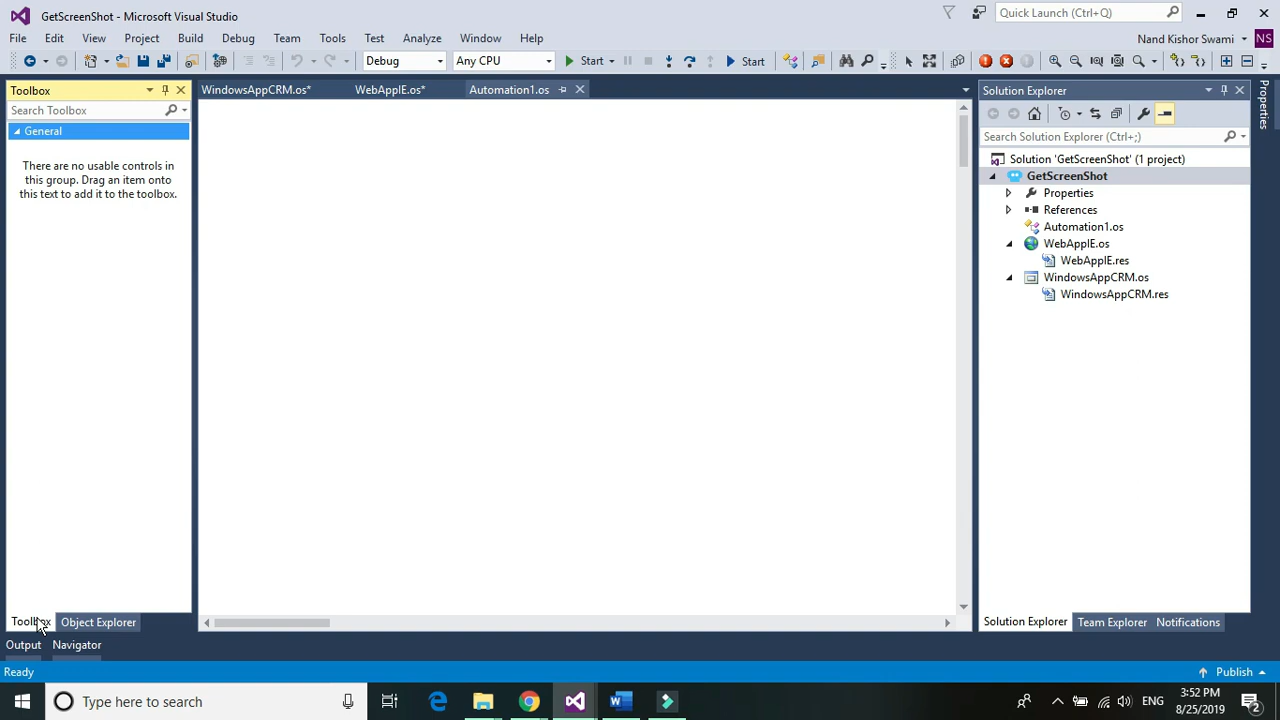 GetScreenShot - Microsoft Visual Studio
Quick Launch (Ctrl+Q)
File Edit View Project Build Debug Team Tools Test Analyze Window Help
Nand Kishor Swami NS
Debug Any CPU Start Start
Toolbox
Search Toolbox
General
There are no usable controls in
this group. Drag an item onto
this text to add it to the toolbox.
Toolbox Object Explorer
WindowsAppCRM.os* WebAppIE.os* Automation1.os
Solution Explorer
Search Solution Explorer (Ctrl+;)
Solution 'GetScreenShot' (1 project)
GetScreenShot
Properties
References
Automation1.os
WebAppIE.os
WebAppIE.res
WindowsAppCRM.os
WindowsAppCRM.res
Solution Explorer Team Explorer Notifications
Properties
Output Navigator
Ready
Publish
Type here to search
ENG
3:52 PM
8/25/2019
2